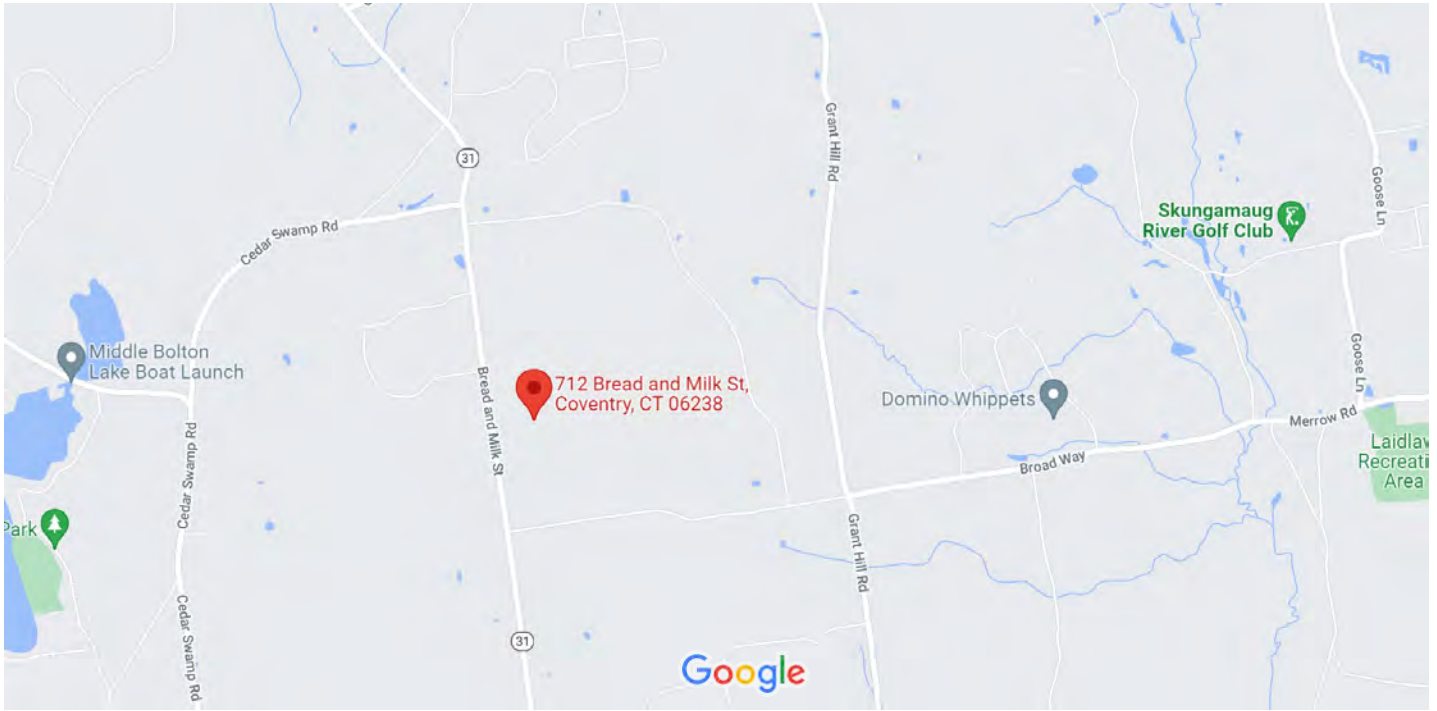 31
Grant Hill Rd
Goose Ln
Skungamaug
River Golf Club
Cedar Swamp Rd
Middle Bolton
Lake Boat Launch
Bread and Milk St
712 Bread and Milk St,
Coventry, CT 06238
Domino Whippets
Goose Ln
Merrow Rd
Broad Way
Laidlaw
Recreati
Area
Cedar Swamp Rd
Park
Grant Hill Rd
Cedar Swamp Rd
31
Google